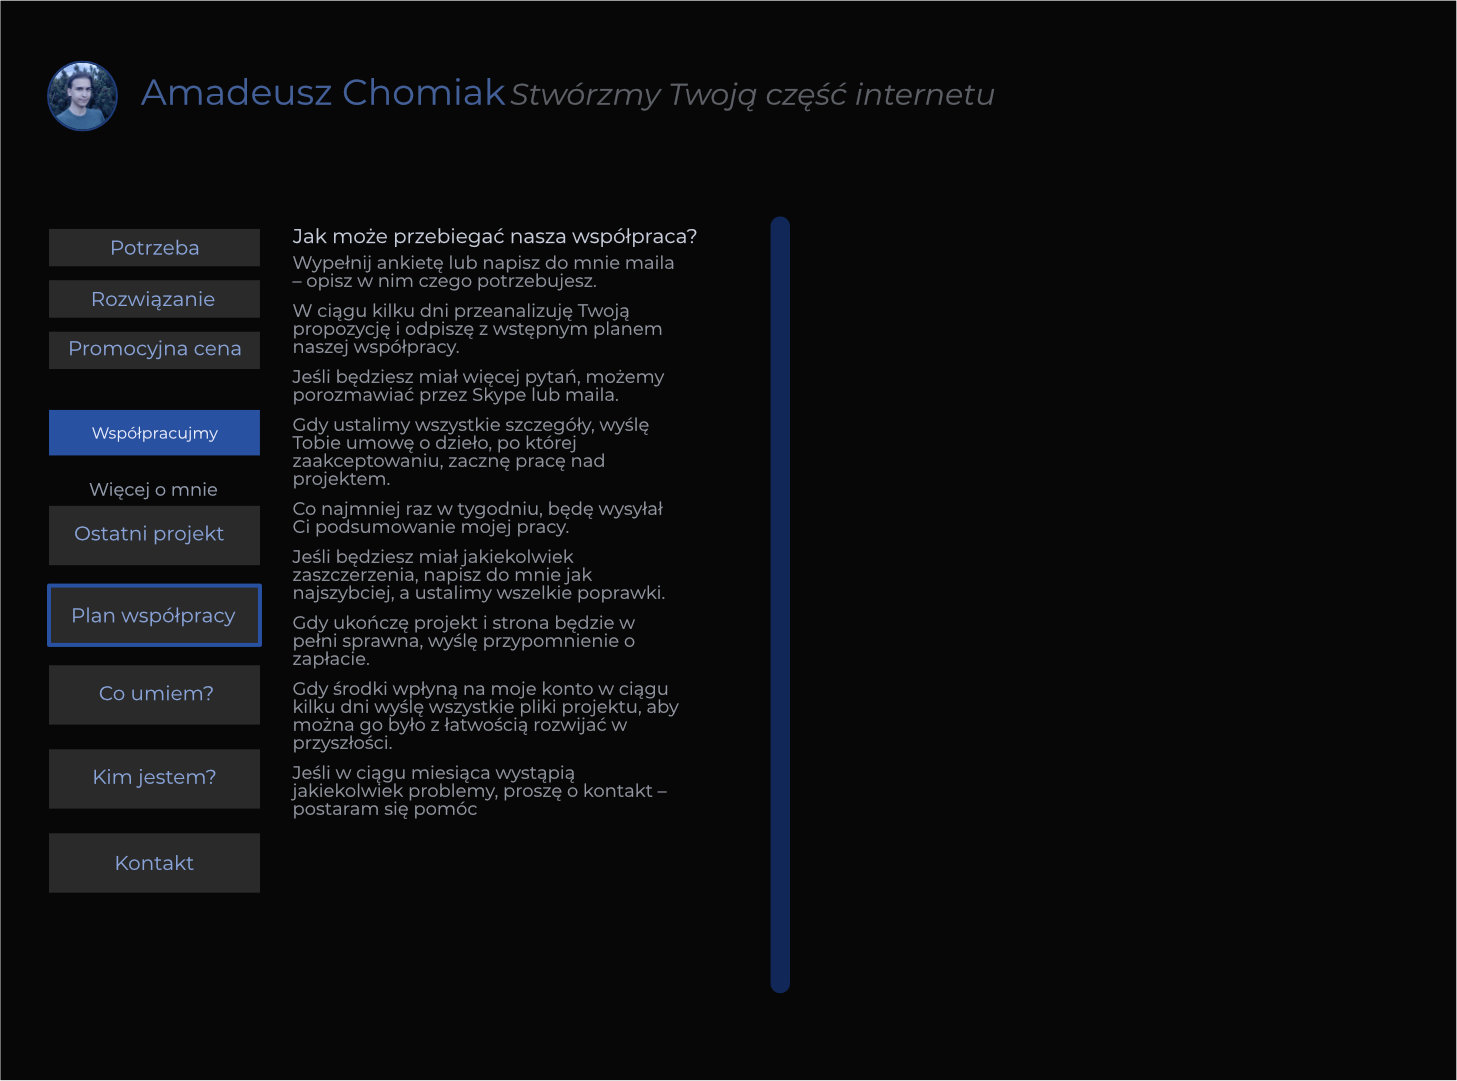 Amadeusz Chomiak Stwórzmy Twoją część internetu
Potrzeba
Rozwiązanie
Promocyjna cena
Współpracujmy
Więcej o mnie
Ostatni projekt
Plan współpracy
Co umiem?
Kim jestem?
Kontakt
Jak może przebiegać nasza współpraca?
Wypełnij ankietę lub napisz do mnie maila
– opisz w nim czego potrzebujesz.
W ciągu kilku dni przeanalizuję Twoją
propozycję i odpiszę z wstępnym planem
naszej współpracy.
Jeśli będziesz miał więcej pytań, możemy
porozmawiać przez Skype lub maila.
Gdy ustalimy wszystkie szczegóły, wyślę
Tobie umowę o dzieło, po której
zaakceptowaniu, zacznę pracę nad
projektem.
Co najmniej raz w tygodniu, będę wysyłał
Ci podsumowanie mojej pracy.
Jeśli będziesz miał jakiekolwiek
zaszczerzenia, napisz do mnie jak
najszybciej, a ustalimy wszelkie poprawki.
Gdy ukończę projekt i strona będzie w
pełni sprawna, wyślę przypomnienie o
zapłacie.
Gdy środki wpłyną na moje konto w ciągu
kilku dni wyślę wszystkie pliki projektu, aby
można go było z łatwością rozwijać w
przyszłości.
Jeśli w ciągu miesiąca wystąpią
jakiekolwiek problemy, proszę o kontakt –
postaram się pomóc